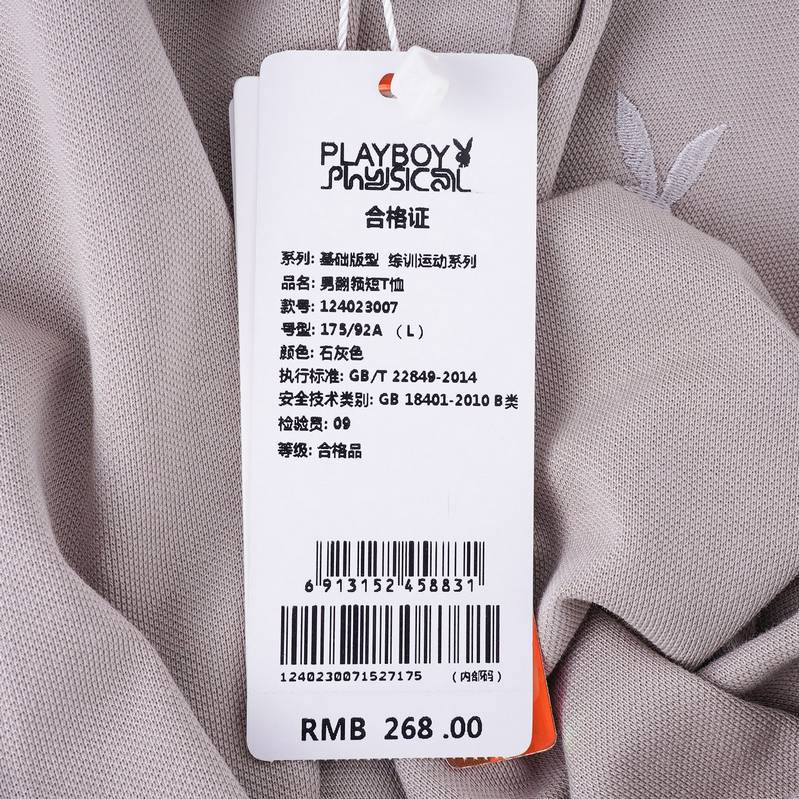 PLAYBOY
PhySICAL
合格证
系列: 基础版型 综训运动系列
品名: 男翻领短T恤
款号: 124023007
号型: 175/92A （L）
颜色: 石灰色
执行标准: GB/T 22849-2014
安全技术类别: GB 18401-2010 B类
检验员: 09
等级: 合格品
6 913152 458831
1240230071527175 （内部码）
RMB 268.00